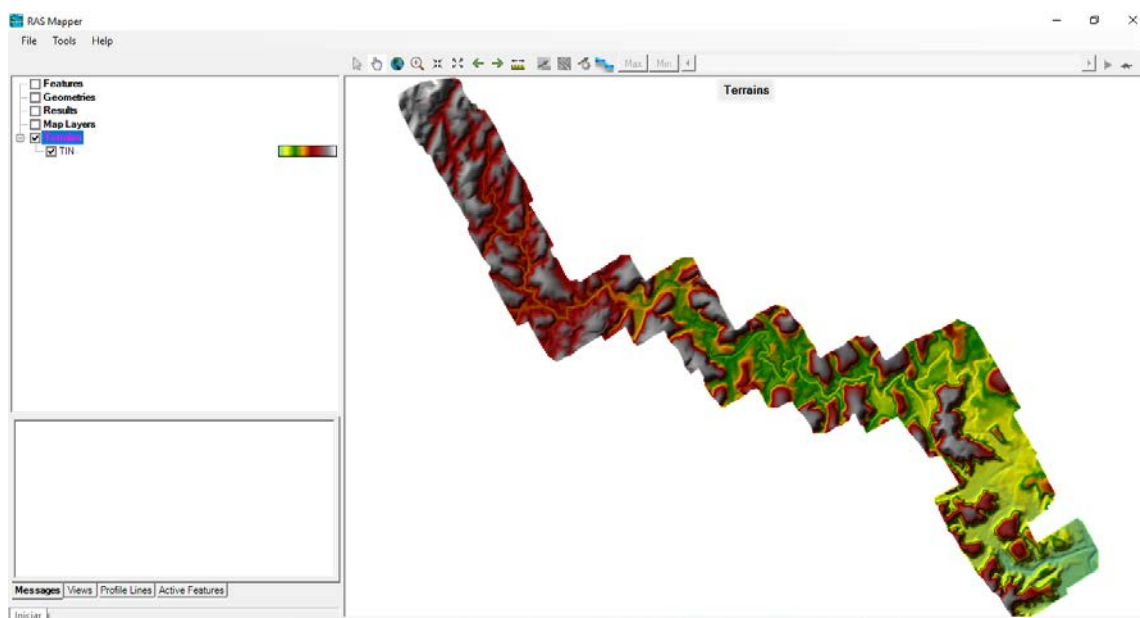 RAS Mapper
File Tools Help
Max Min
Features
Geometries
Results
Map Layers
Terrains
TIN
Terrains
Messages Views Profile Lines Active Features
Iniciar